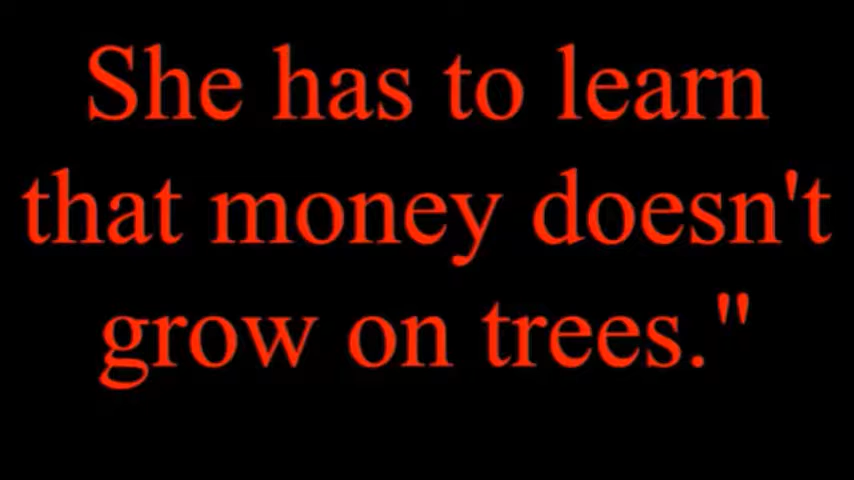 She has to learn
that money doesn't
grow on trees."